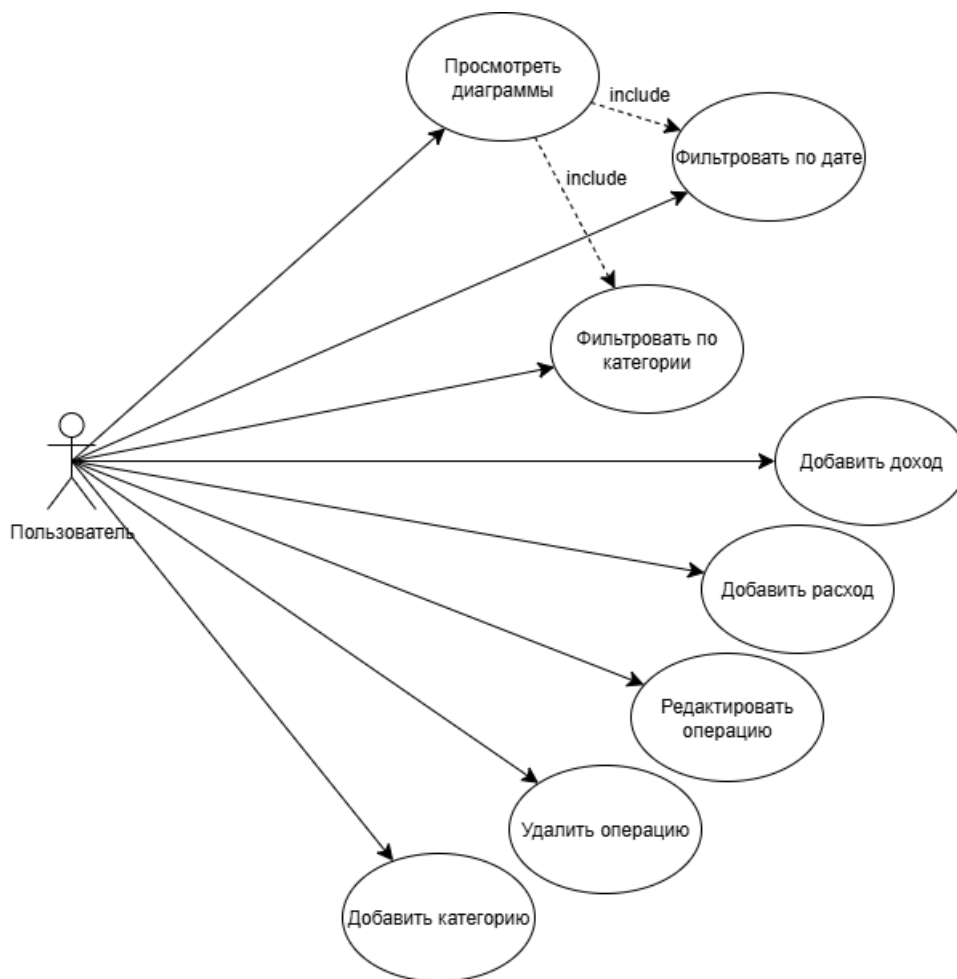 Просмотреть
диаграммы
include
Фильтровать по дате
include
Фильтровать по
категории
Добавить доход
Пользователь
Добавить расход
Редактировать
операцию
Удалить операцию
Добавить категорию